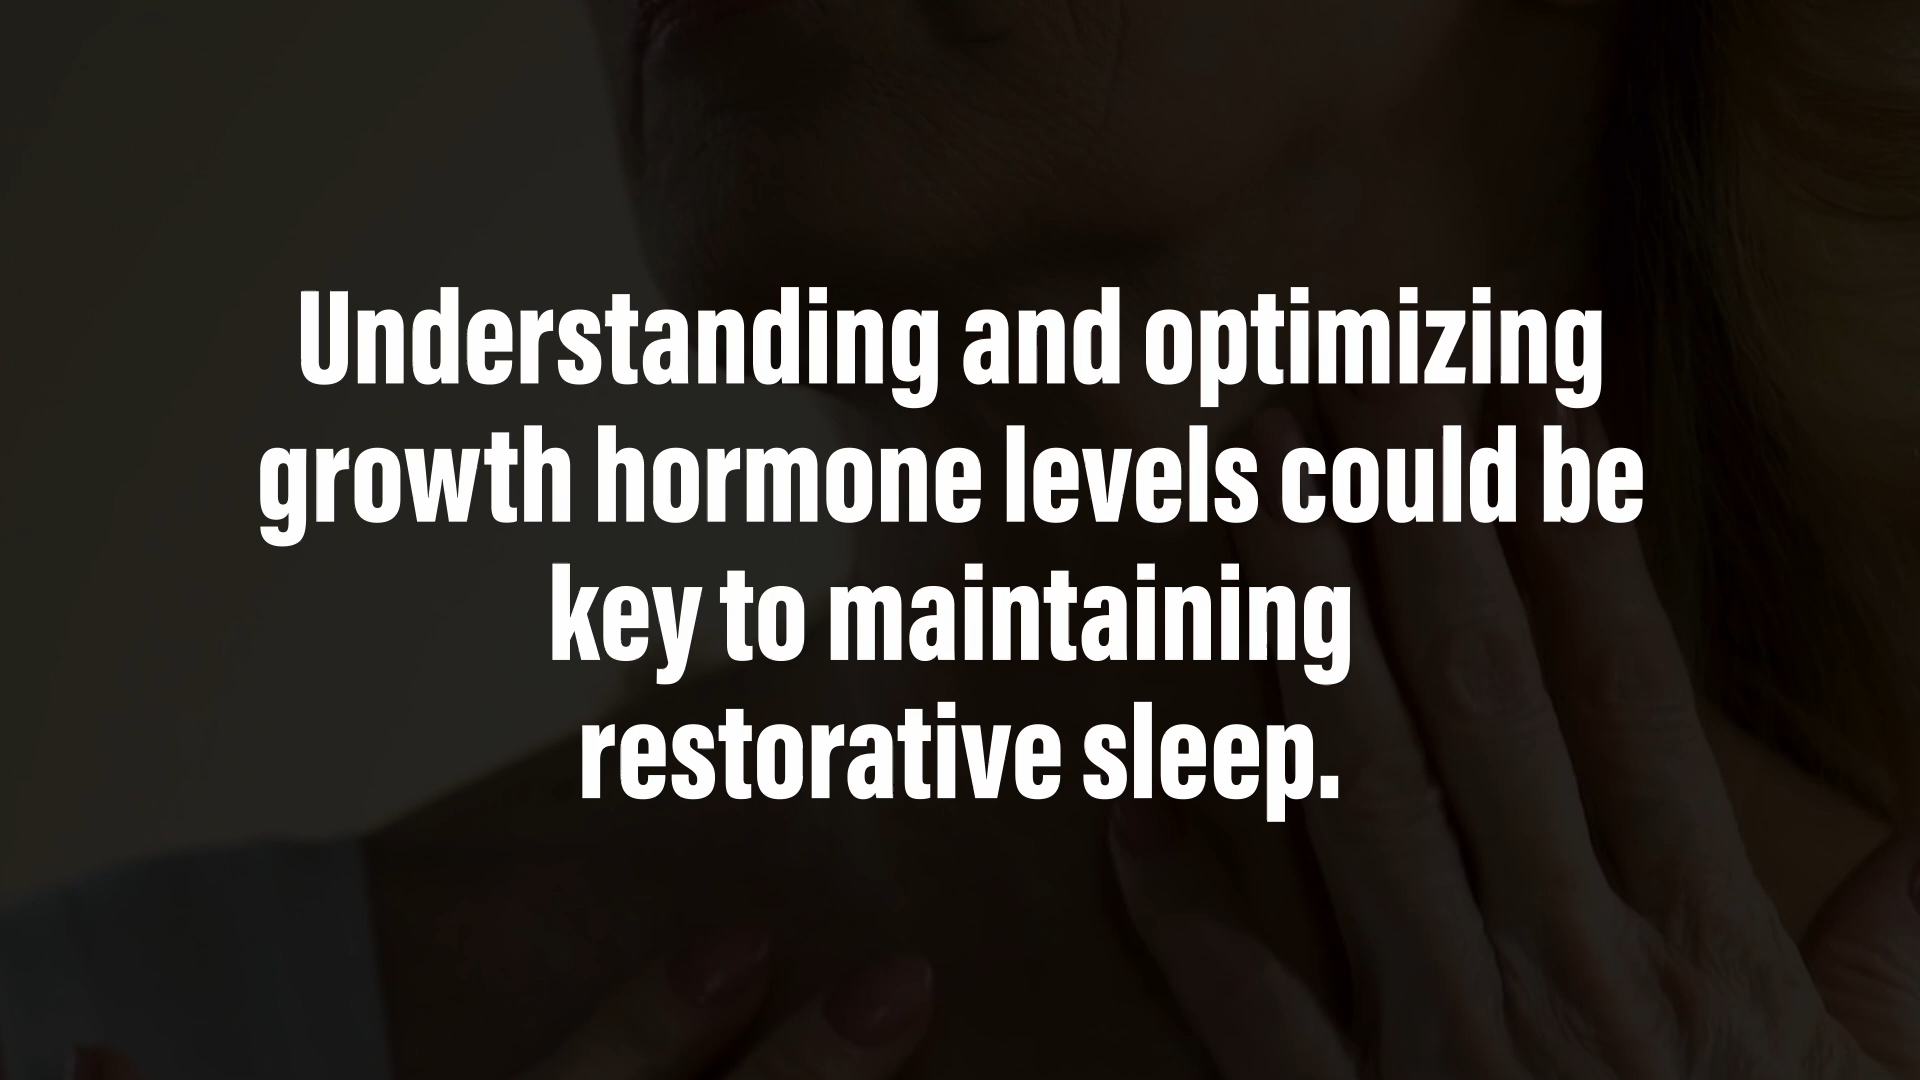 Understanding and optimizing
growth hormone levels could be
key to maintaining
restorative sleep.